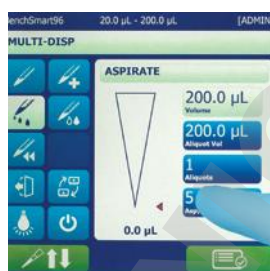 BenchSmart96 20.0 µL - 200.0 µL [ADMIN
MULTI-DISP
ASPIRATE
200.0 µL
Volume
200.0 µL
Aliquot Vol
1
Aliquots
5
0.0 µL